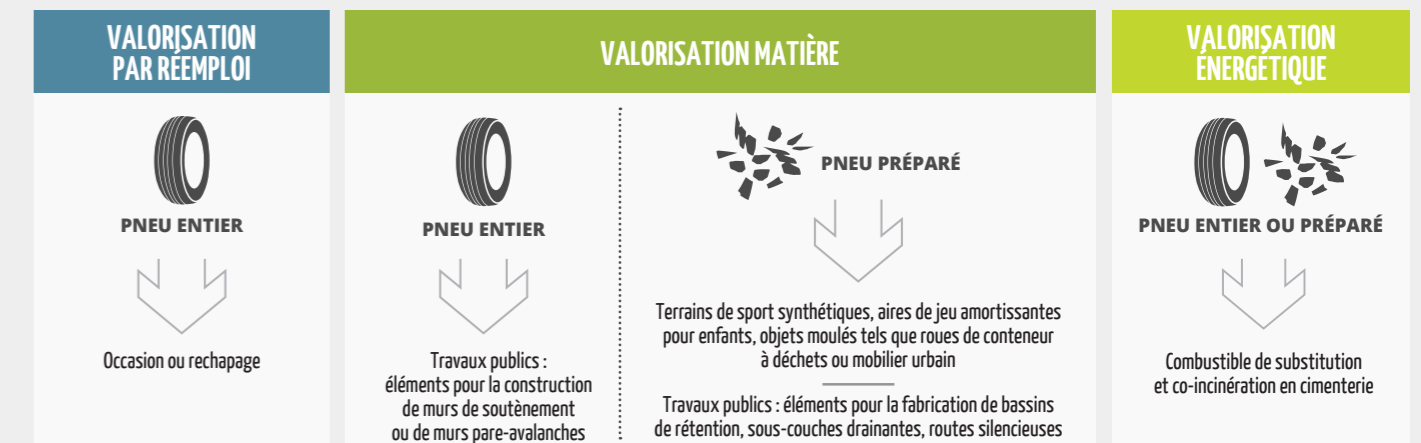 VALORISATION
PAR RÉEMPLOI
PNEU ENTIER
Occasion ou rechapage
VALORISATION MATIÈRE
PNEU ENTIER
Travaux publics :
éléments pour la construction
de murs de soutènement
ou de murs pare-avalanches
PNEU PRÉPARÉ
Terrains de sport synthétiques, aires de jeu amortissantes
pour enfants, objets moulés tels que roues de conteneur
à déchets ou mobilier urbain
Travaux publics : éléments pour la fabrication de bassins
de rétention, sous-couches drainantes, routes silencieuses
VALORISATION
ÉNERGÉTIQUE
PNEU ENTIER OU PRÉPARÉ
Combustible de substitution
et co-incinération en cimenterie